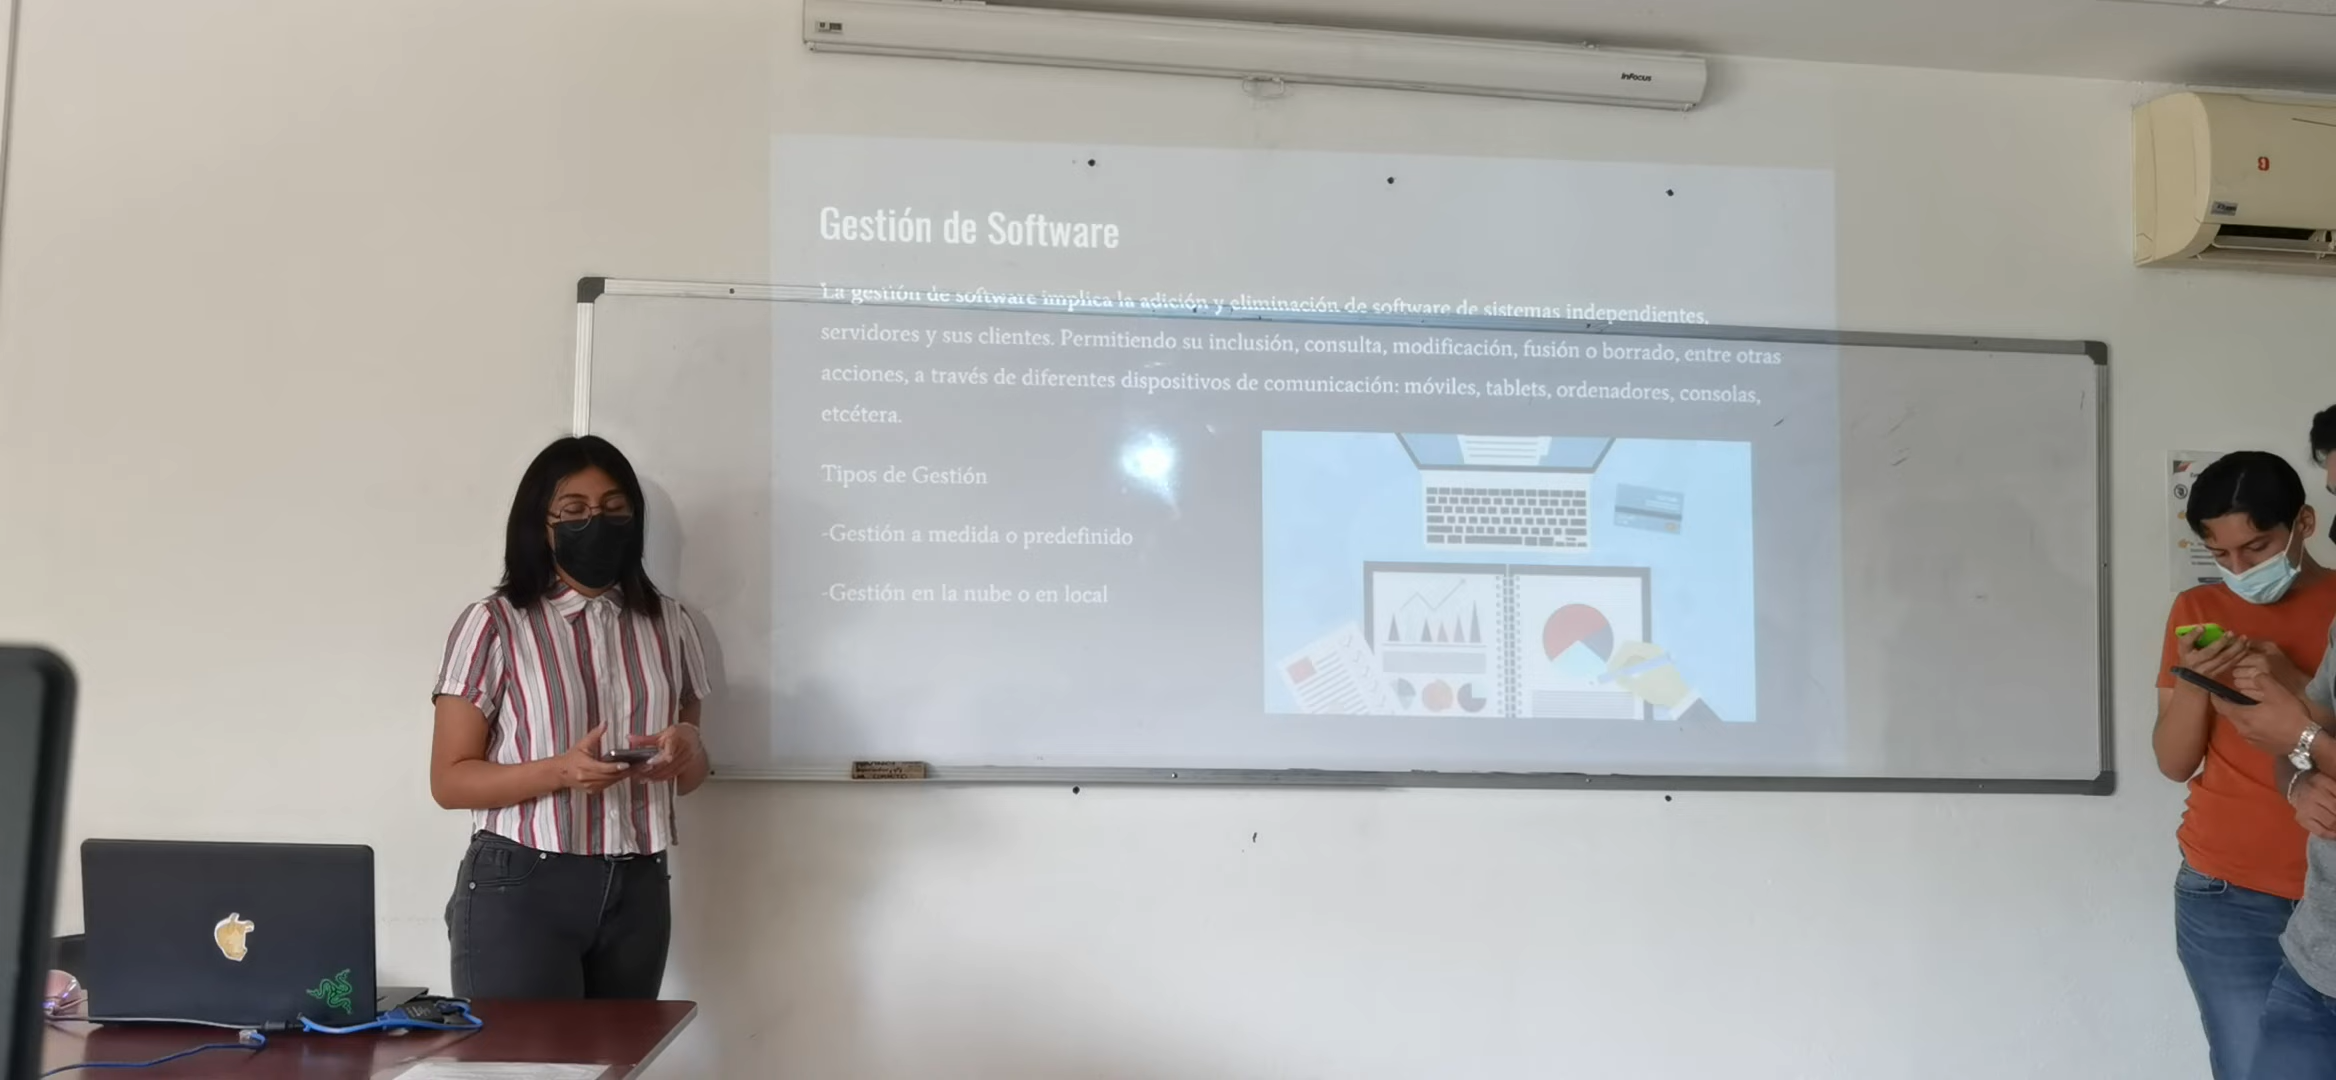 InFocus
Gestión de Software
La gestión de software implica la adición y eliminación de software de sistemas independientes,
servidores y sus clientes. Permitiendo su inclusión, consulta, modificación, fusión o borrado, entre otras
acciones, a través de diferentes dispositivos de comunicación: móviles, tablets, ordenadores, consolas,
etcétera.
Tipos de Gestión
-Gestión a medida o predefinido
-Gestión en la nube o en local